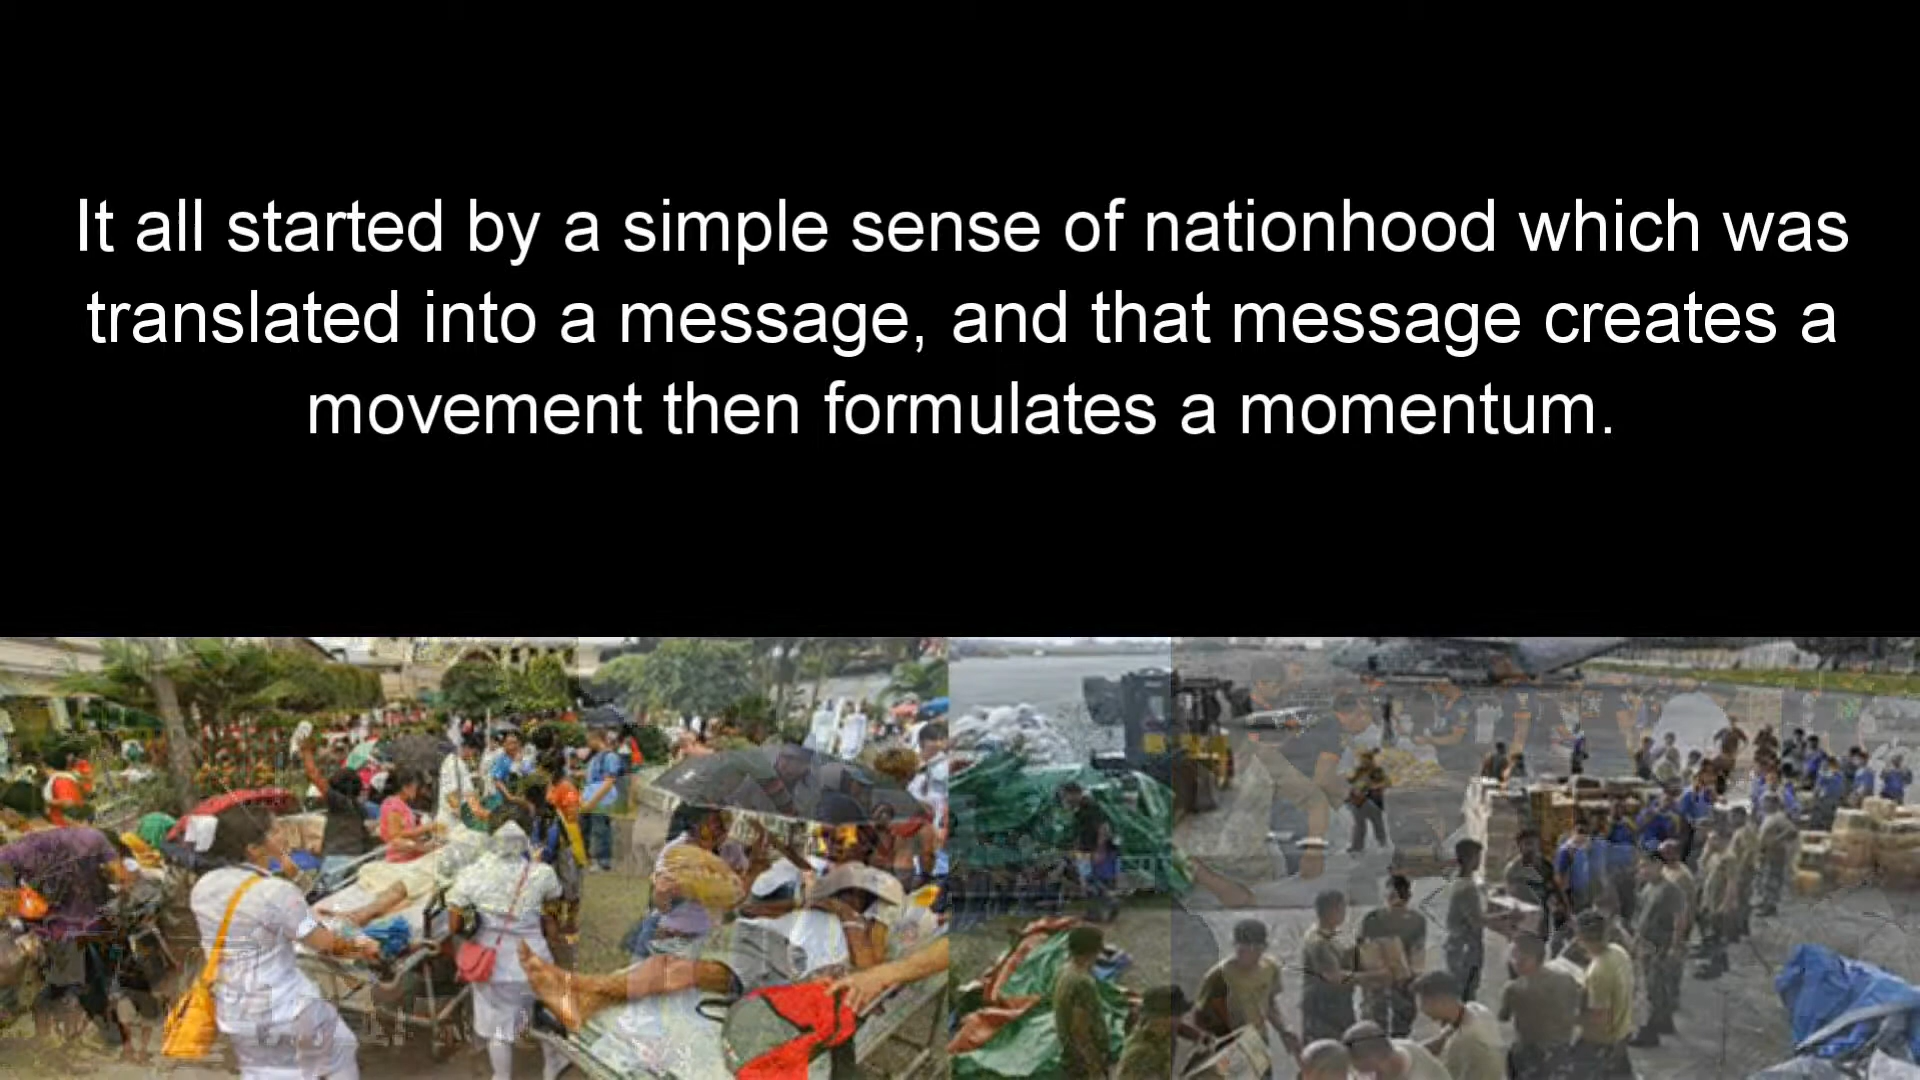 It all started by a simple sense of nationhood which was
translated into a message, and that message creates a
movement then formulates a momentum.